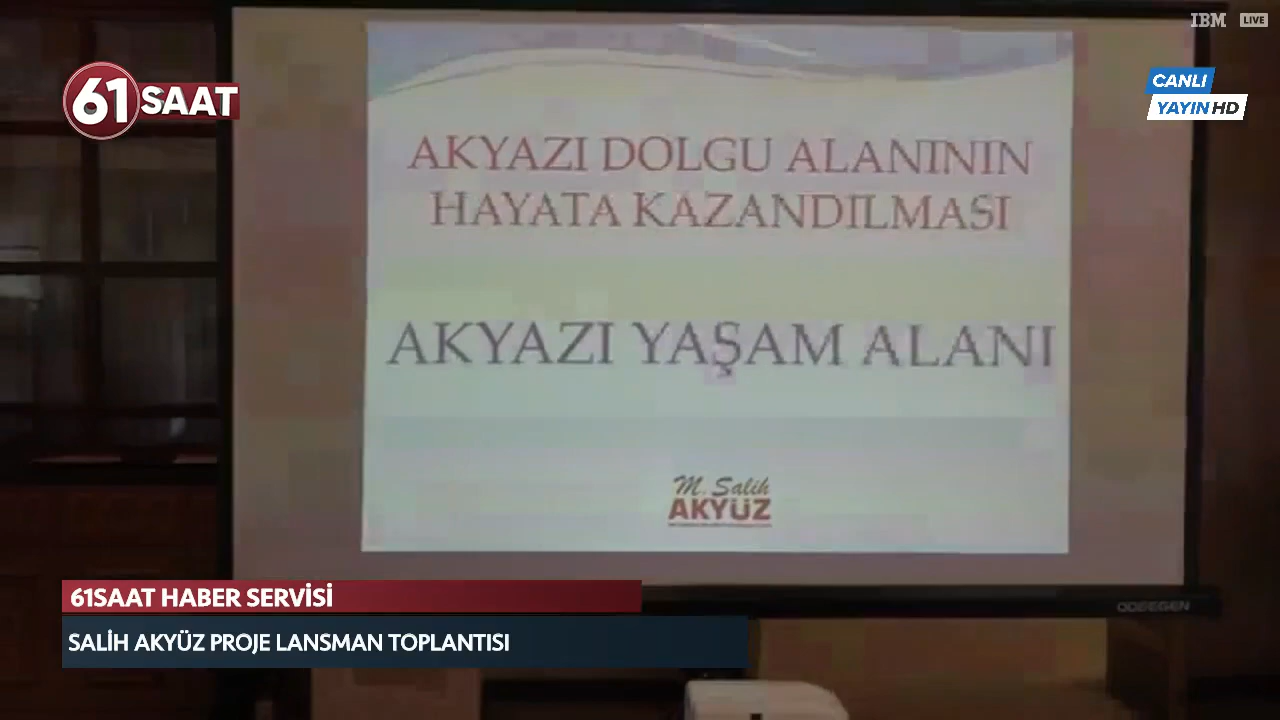 IBM LIVE
61SAAT
CANLI
YAYIN HD
AKYAZI DOLGU ALANININ
HAYATA KAZANDILMASI
AKYAZI YAŞAM ALANI
M. Salih
AKYÜZ
61SAAT HABER SERVİSİ
SALİH AKYÜZ PROJE LANSMAN TOPLANTISI